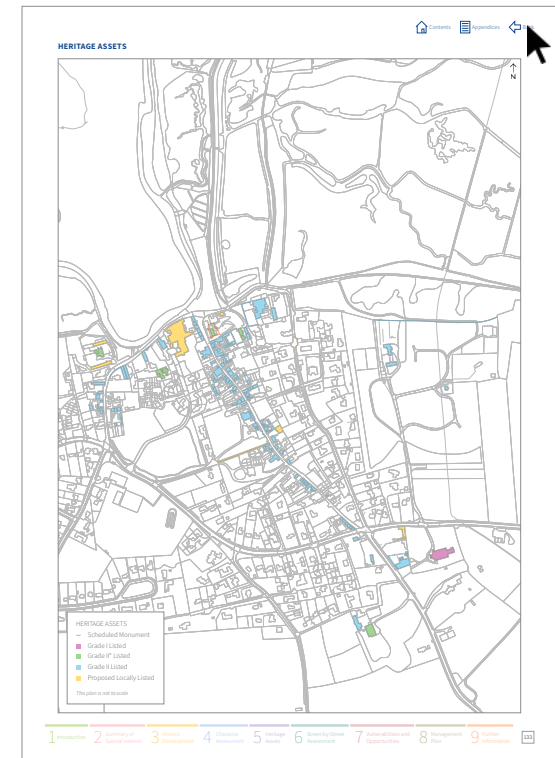 Contents
Appendices
HERITAGE ASSETS
N
HERITAGE ASSETS
Scheduled Monument
Grade I Listed
Grade II* Listed
Grade II Listed
Proposed Locally Listed
This plan is not to scale
1 Introduction
2 Summary of
Special Interest
3 Historic
Development
4 Character
Assessment
5 Heritage
Assets
6 Street by Street
Assessment
7 Vulnerabilities and
Opportunities
8 Management
Plan
9 Further
Information
133